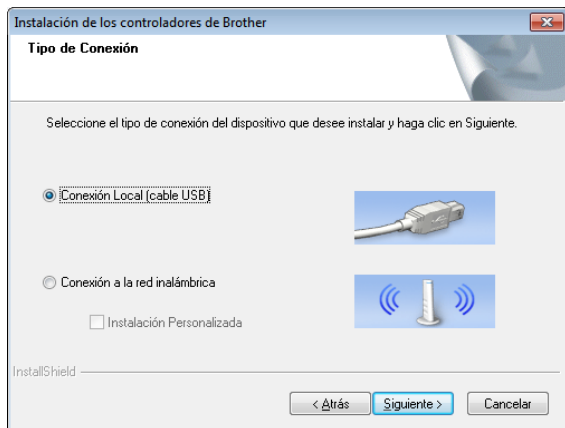 Instalación de los controladores de Brother
Tipo de Conexión
Seleccione el tipo de conexión del dispositivo que desee instalar y haga clic en Siguiente.
Conexión Local (cable USB)
Conexión a la red inalámbrica
Instalación Personalizada
InstallShield
< Atrás Siguiente > Cancelar